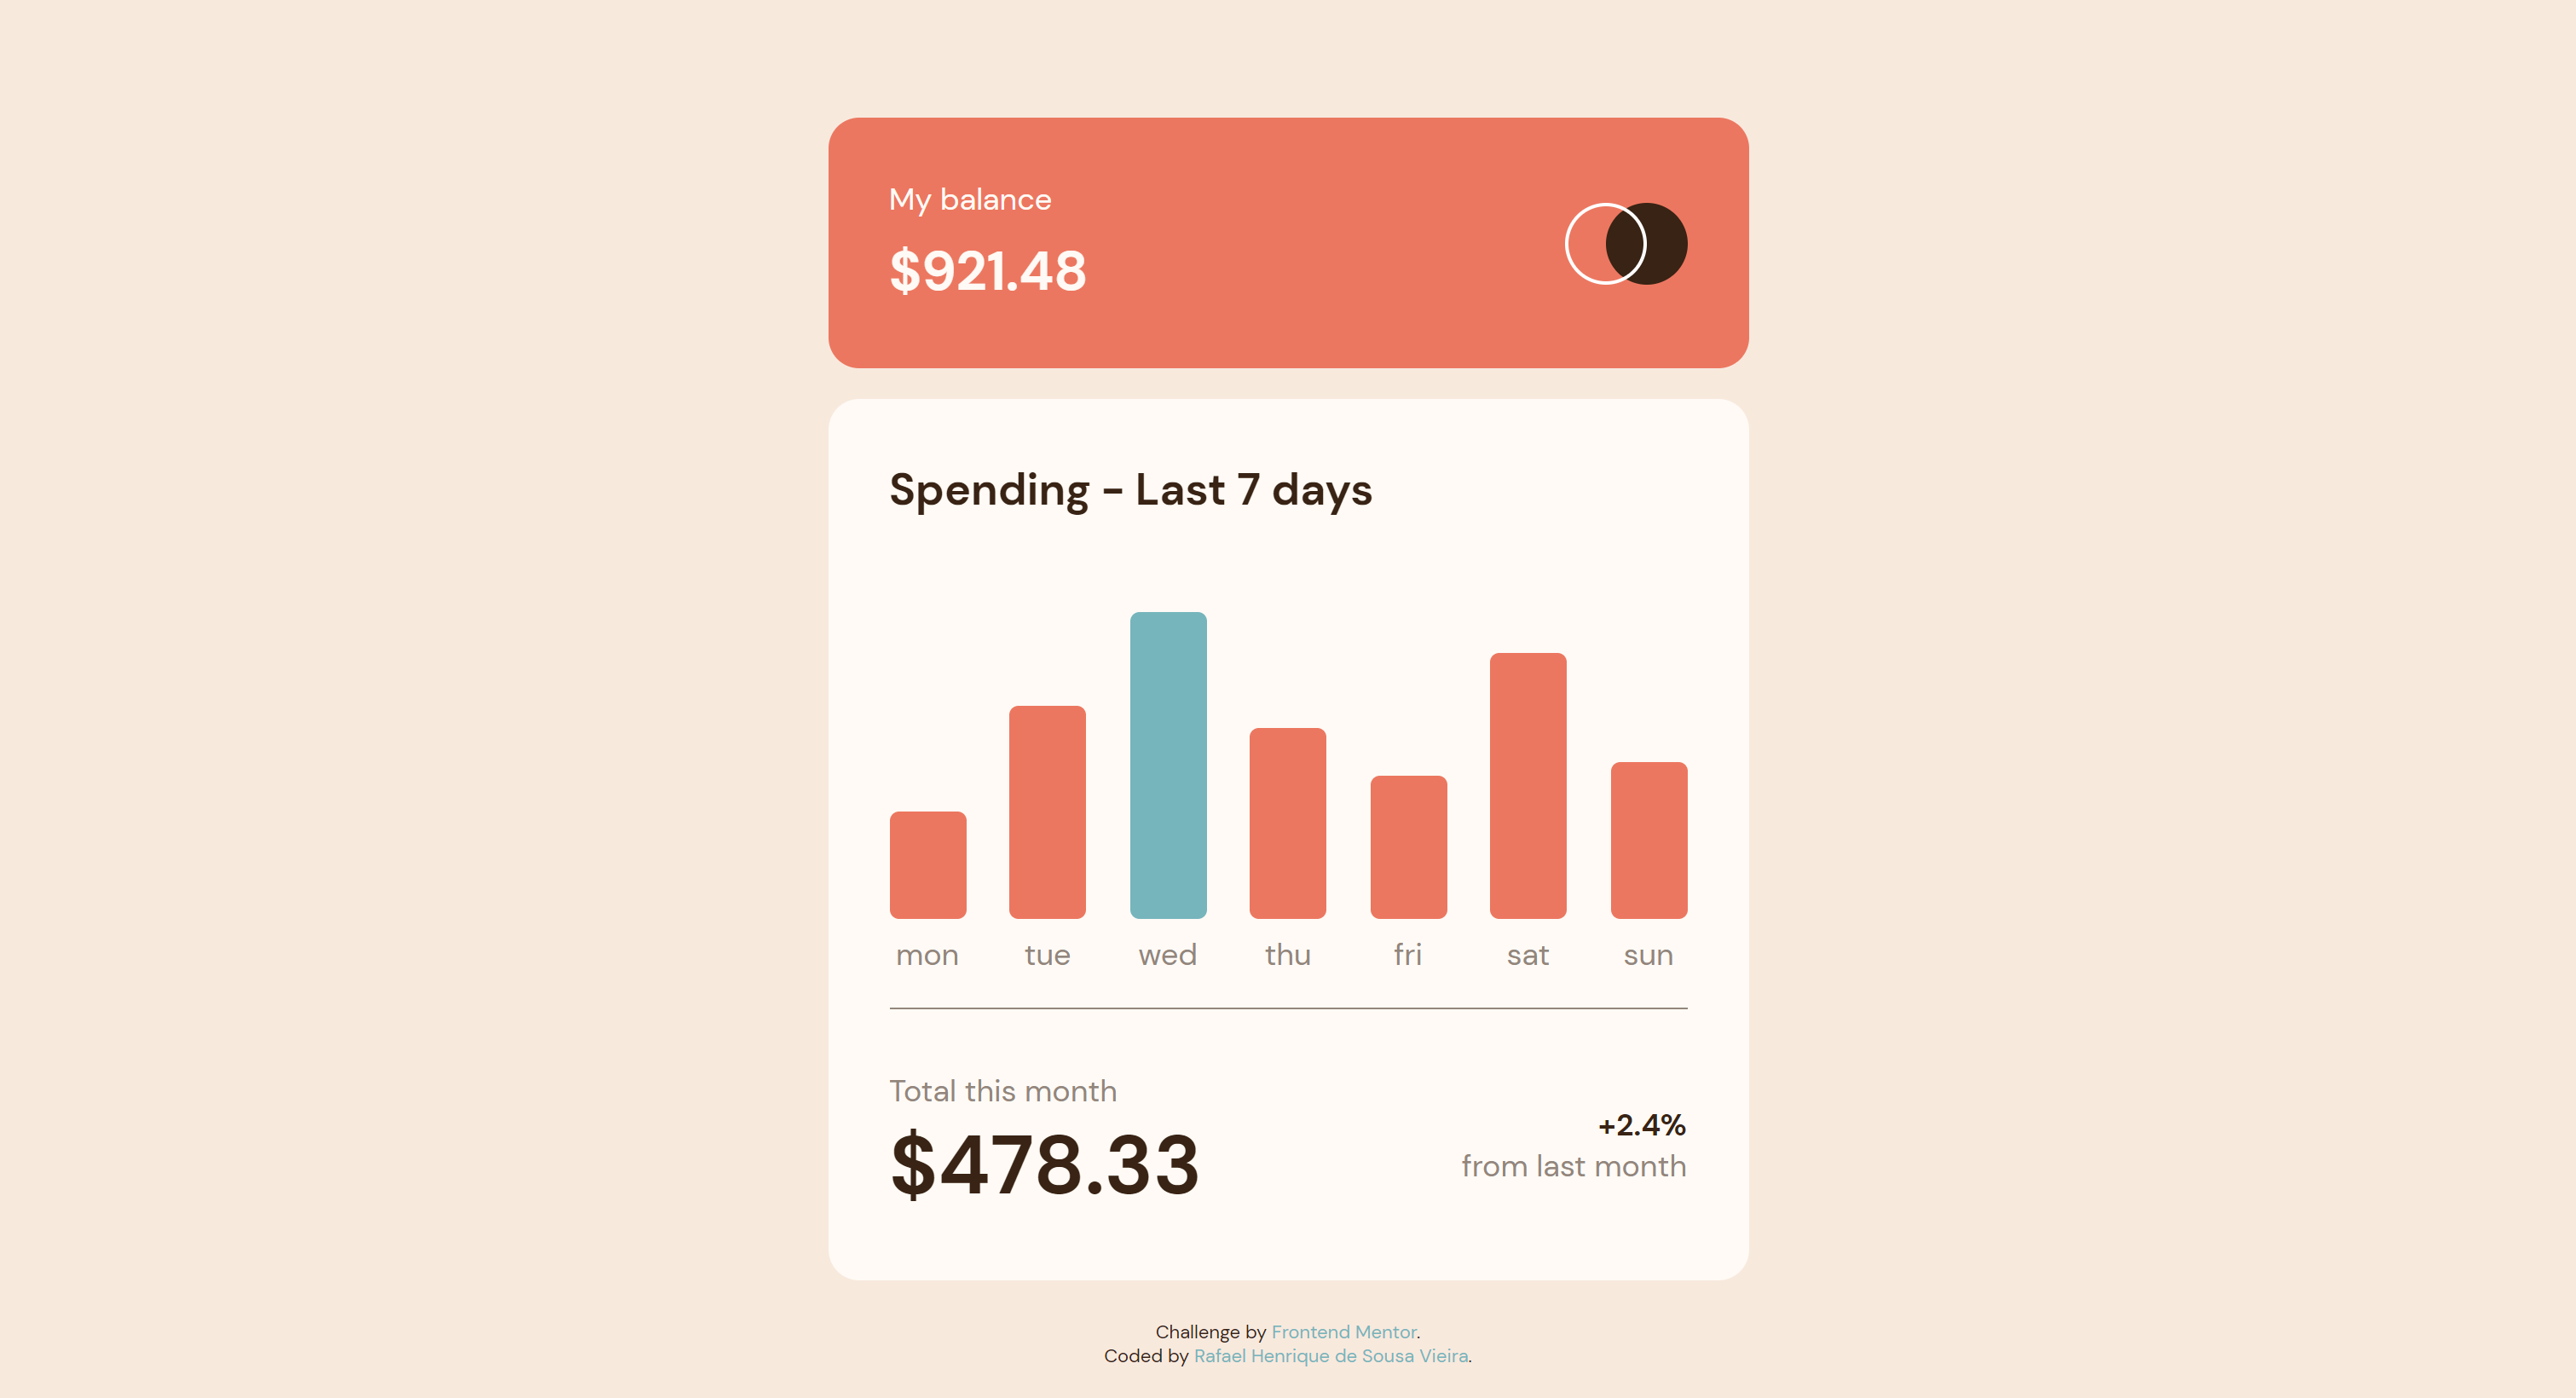 My balance
$921.48
Spending - Last 7 days
mon tue wed thu fri sat sun
Total this month
$478.33
+2.4%
from last month
Challenge by Frontend Mentor.
Coded by Rafael Henrique de Sousa Vieira.